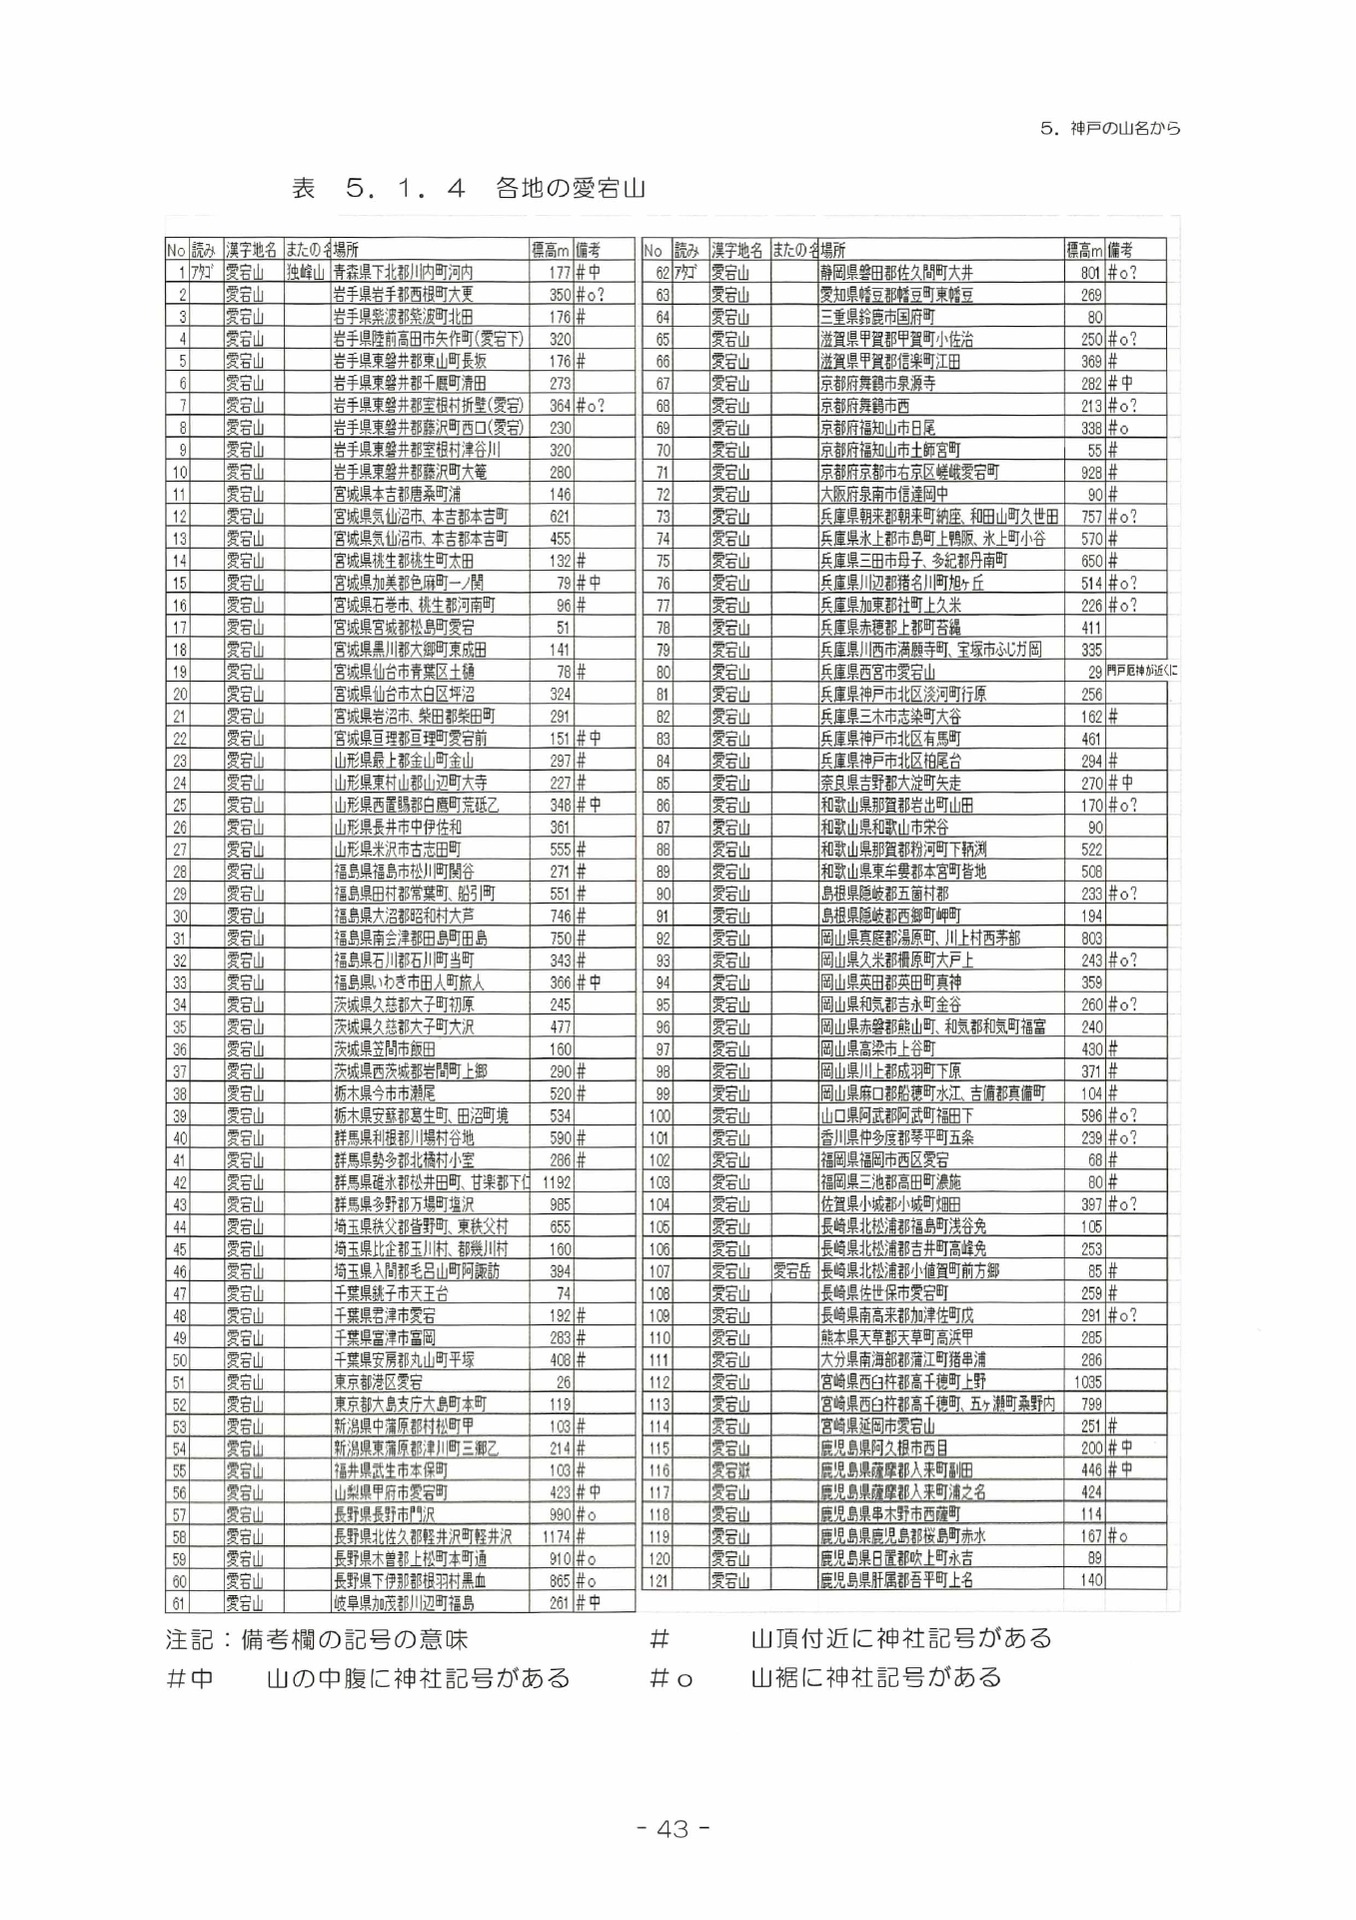 5．神戸の山名から
表　５．１．４　各地の愛宕山
No 読み 漢字地名 またの名 場所 標高m 備考
1 ｱﾀｺﾞ 愛宕山 独峰山 青森県下北郡川内町河内 177 #中
2 愛宕山 岩手県岩手郡西根町大更 350 #o?
3 愛宕山 岩手県紫波郡紫波町北田 176 #
4 愛宕山 岩手県陸前高田市矢作町(愛宕下) 320
5 愛宕山 岩手県東磐井郡東山町長坂 176 #
6 愛宕山 岩手県東磐井郡千厩町清田 273
7 愛宕山 岩手県東磐井郡室根村折壁(愛宕) 364 #o?
8 愛宕山 岩手県東磐井郡藤沢町西口(愛宕) 230
9 愛宕山 岩手県東磐井郡室根村津谷川 320
10 愛宕山 岩手県東磐井郡藤沢町大篭 280
11 愛宕山 宮城県本吉郡唐桑町浦 146
12 愛宕山 宮城県気仙沼市、本吉郡本吉町 621
13 愛宕山 宮城県気仙沼市、本吉郡本吉町 455
14 愛宕山 宮城県桃生郡桃生町太田 132 #
15 愛宕山 宮城県加美郡色麻町一ノ関 79 #中
16 愛宕山 宮城県石巻市、桃生郡河南町 96 #
17 愛宕山 宮城県宮城郡松島町愛宕 51
18 愛宕山 宮城県黒川郡大郷町東成田 141
19 愛宕山 宮城県仙台市青葉区土樋 78 #
20 愛宕山 宮城県仙台市太白区坪沼 324
21 愛宕山 宮城県岩沼市、柴田郡柴田町 291
22 愛宕山 宮城県亘理郡亘理町愛宕前 151 #中
23 愛宕山 山形県最上郡金山町金山 297 #
24 愛宕山 山形県東村山郡山辺町大寺 227 #
25 愛宕山 山形県西置賜郡白鷹町荒砥乙 348 #中
26 愛宕山 山形県長井市中伊佐和 361
27 愛宕山 山形県米沢市古志田町 555 #
28 愛宕山 福島県福島市松川町関谷 271 #
29 愛宕山 福島県田村郡常葉町、船引町 551 #
30 愛宕山 福島県大沼郡昭和村大芦 746 #
31 愛宕山 福島県南会津郡田島町田島 750 #
32 愛宕山 福島県石川郡石川町当町 343 #
33 愛宕山 福島県いわき市田人町旅人 366 #中
34 愛宕山 茨城県久慈郡大子町初原 245
35 愛宕山 茨城県久慈郡大子町大沢 477
36 愛宕山 茨城県笠間市飯田 160
37 愛宕山 茨城県西茨城郡岩間町上郷 290 #
38 愛宕山 栃木県今市市瀬尾 520 #
39 愛宕山 栃木県安蘇郡葛生町、田沼町境 534
40 愛宕山 群馬県利根郡川場村谷地 590 #
41 愛宕山 群馬県勢多郡北橘村小室 286 #
42 愛宕山 群馬県碓氷郡松井田町、甘楽郡下仁 1192
43 愛宕山 群馬県多野郡万場町塩沢 985
44 愛宕山 埼玉県秩父郡皆野町、東秩父村 655
45 愛宕山 埼玉県比企郡玉川村、都幾川村 160
46 愛宕山 埼玉県入間郡毛呂山町阿諏訪 394
47 愛宕山 千葉県銚子市天王台 74
48 愛宕山 千葉県君津市愛宕 192 #
49 愛宕山 千葉県富津市富岡 283 #
50 愛宕山 千葉県安房郡丸山町平塚 408 #
51 愛宕山 東京都港区愛宕 26
52 愛宕山 東京都大島支庁大島町本町 119
53 愛宕山 新潟県中蒲原郡村松町甲 103 #
54 愛宕山 新潟県東蒲原郡津川町三郷乙 214 #
55 愛宕山 福井県武生市本保町 103 #
56 愛宕山 山梨県甲府市愛宕町 423 #中
57 愛宕山 長野県長野市門沢 990 #o
58 愛宕山 長野県北佐久郡軽井沢町軽井沢 1174 #
59 愛宕山 長野県木曽郡上松町本町通 910 #o
60 愛宕山 長野県下伊那郡根羽村黒血 865 #o
61 愛宕山 岐阜県加茂郡川辺町福島 261 #中
No 読み 漢字地名 またの名 場所 標高m 備考
62 ｱﾀｺﾞ 愛宕山 静岡県磐田郡佐久間町大井 801 #o?
63 愛宕山 愛知県幡豆郡幡豆町東幡豆 269
64 愛宕山 三重県鈴鹿市国府町 80
65 愛宕山 滋賀県甲賀郡甲賀町小佐治 250 #o?
66 愛宕山 滋賀県甲賀郡信楽町江田 369 #
67 愛宕山 京都府舞鶴市泉源寺 282 #中
68 愛宕山 京都府舞鶴市西 213 #o?
69 愛宕山 京都府福知山市日尾 338 #o
70 愛宕山 京都府福知山市土師宮町 55 #
71 愛宕山 京都府京都市右京区嵯峨愛宕町 928 #
72 愛宕山 大阪府泉南市信達岡中 90 #
73 愛宕山 兵庫県朝来郡朝来町納座、和田山町久世田 757 #o?
74 愛宕山 兵庫県氷上郡市島町上鴨阪、氷上町小谷 570 #
75 愛宕山 兵庫県三田市母子、多紀郡丹南町 650 #
76 愛宕山 兵庫県川辺郡猪名川町旭ヶ丘 514 #o?
77 愛宕山 兵庫県加東郡社町上久米 226 #o?
78 愛宕山 兵庫県赤穂郡上郡町苔縄 411
79 愛宕山 兵庫県川西市満願寺町、宝塚市ふじガ岡 335
80 愛宕山 兵庫県西宮市愛宕山 29 門戸厄神が近くに
81 愛宕山 兵庫県神戸市北区淡河町行原 256
82 愛宕山 兵庫県三木市志染町大谷 162 #
83 愛宕山 兵庫県神戸市北区有馬町 461
84 愛宕山 兵庫県神戸市北区柏尾台 294 #
85 愛宕山 奈良県吉野郡大淀町矢走 270 #中
86 愛宕山 和歌山県那賀郡岩出町山田 170 #o?
87 愛宕山 和歌山県和歌山市栄谷 90
88 愛宕山 和歌山県那賀郡粉河町下鞆渕 522
89 愛宕山 和歌山県東牟婁郡本宮町皆地 508
90 愛宕山 島根県隠岐郡五箇村郡 233 #o?
91 愛宕山 島根県隠岐郡西郷町岬町 194
92 愛宕山 岡山県真庭郡湯原町、川上村西茅部 803
93 愛宕山 岡山県久米郡柵原町大戸上 243 #o?
94 愛宕山 岡山県英田郡英田町真神 359
95 愛宕山 岡山県和気郡吉永町金谷 260 #o?
96 愛宕山 岡山県赤磐郡熊山町、和気郡和気町福富 240
97 愛宕山 岡山県高梁市上谷町 430 #
98 愛宕山 岡山県川上郡成羽町下原 371 #
99 愛宕山 岡山県麻口郡船穂町水江、吉備郡真備町 104 #
100 愛宕山 山口県阿武郡阿武町福田下 596 #o?
101 愛宕山 香川県仲多度郡琴平町五条 239 #o?
102 愛宕山 福岡県福岡市西区愛宕 68 #
103 愛宕山 福岡県三池郡高田町濃施 80 #
104 愛宕山 佐賀県小城郡小城町畑田 397 #o?
105 愛宕山 長崎県北松浦郡福島町浅谷免 105
106 愛宕山 長崎県北松浦郡吉井町高峰免 253
107 愛宕山 愛宕岳 長崎県北松浦郡小値賀町前方郷 85 #
108 愛宕山 長崎県佐世保市愛宕町 259 #
109 愛宕山 長崎県南高来郡加津佐町戊 291 #o?
110 愛宕山 熊本県天草郡天草町高浜甲 285
111 愛宕山 大分県南海部郡蒲江町猪串浦 286
112 愛宕山 宮崎県西臼杵郡高千穂町上野 1035
113 愛宕山 宮崎県西臼杵郡高千穂町、五ヶ瀬町桑野内 799
114 愛宕山 宮崎県延岡市愛宕山 251 #
115 愛宕山 鹿児島県阿久根市西目 200 #中
116 愛宕嶽 鹿児島県薩摩郡入来町副田 446 #中
117 愛宕山 鹿児島県薩摩郡入来町浦之名 424
118 愛宕山 鹿児島県串木野市西薩町 114
119 愛宕山 鹿児島県鹿児島郡桜島町赤水 167 #o
120 愛宕山 鹿児島県日置郡吹上町永吉 89
121 愛宕山 鹿児島県肝属郡吾平町上名 140
注記：備考欄の記号の意味　＃　山頂付近に神社記号がある
＃中　山の中腹に神社記号がある　＃ｏ　山裾に神社記号がある
- 43 -